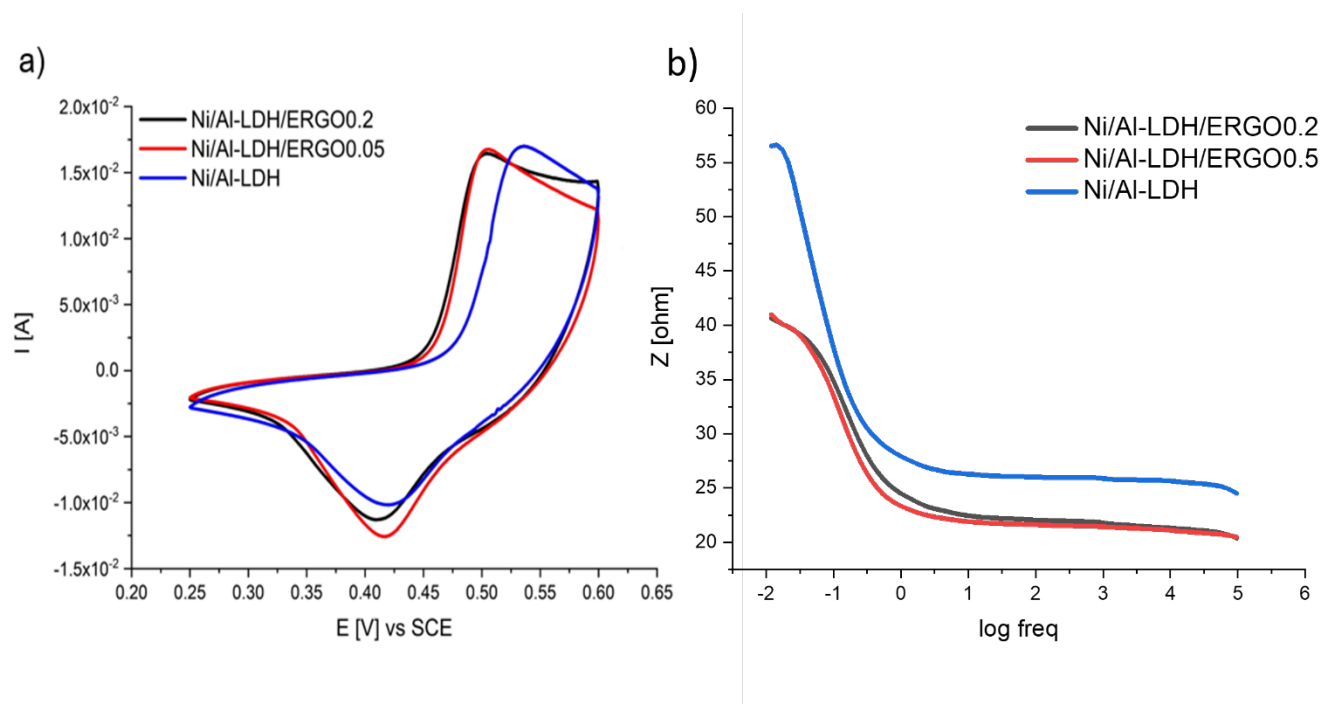 a)
Ni/Al-LDH/ERGO0.2
Ni/Al-LDH/ERGO0.05
Ni/Al-LDH
2.0x10⁻²
1.5x10⁻²
1.0x10⁻²
5.0x10⁻³
0.0
-5.0x10⁻³
-1.0x10⁻²
-1.5x10⁻²
I [A]
0.20 0.25 0.30 0.35 0.40 0.45 0.50 0.55 0.60 0.65
E [V] vs SCE
b)
Ni/Al-LDH/ERGO0.2
Ni/Al-LDH/ERGO0.5
Ni/Al-LDH
60
55
50
45
40
35
30
25
20
Z [ohm]
-2 -1 0 1 2 3 4 5 6
log freq